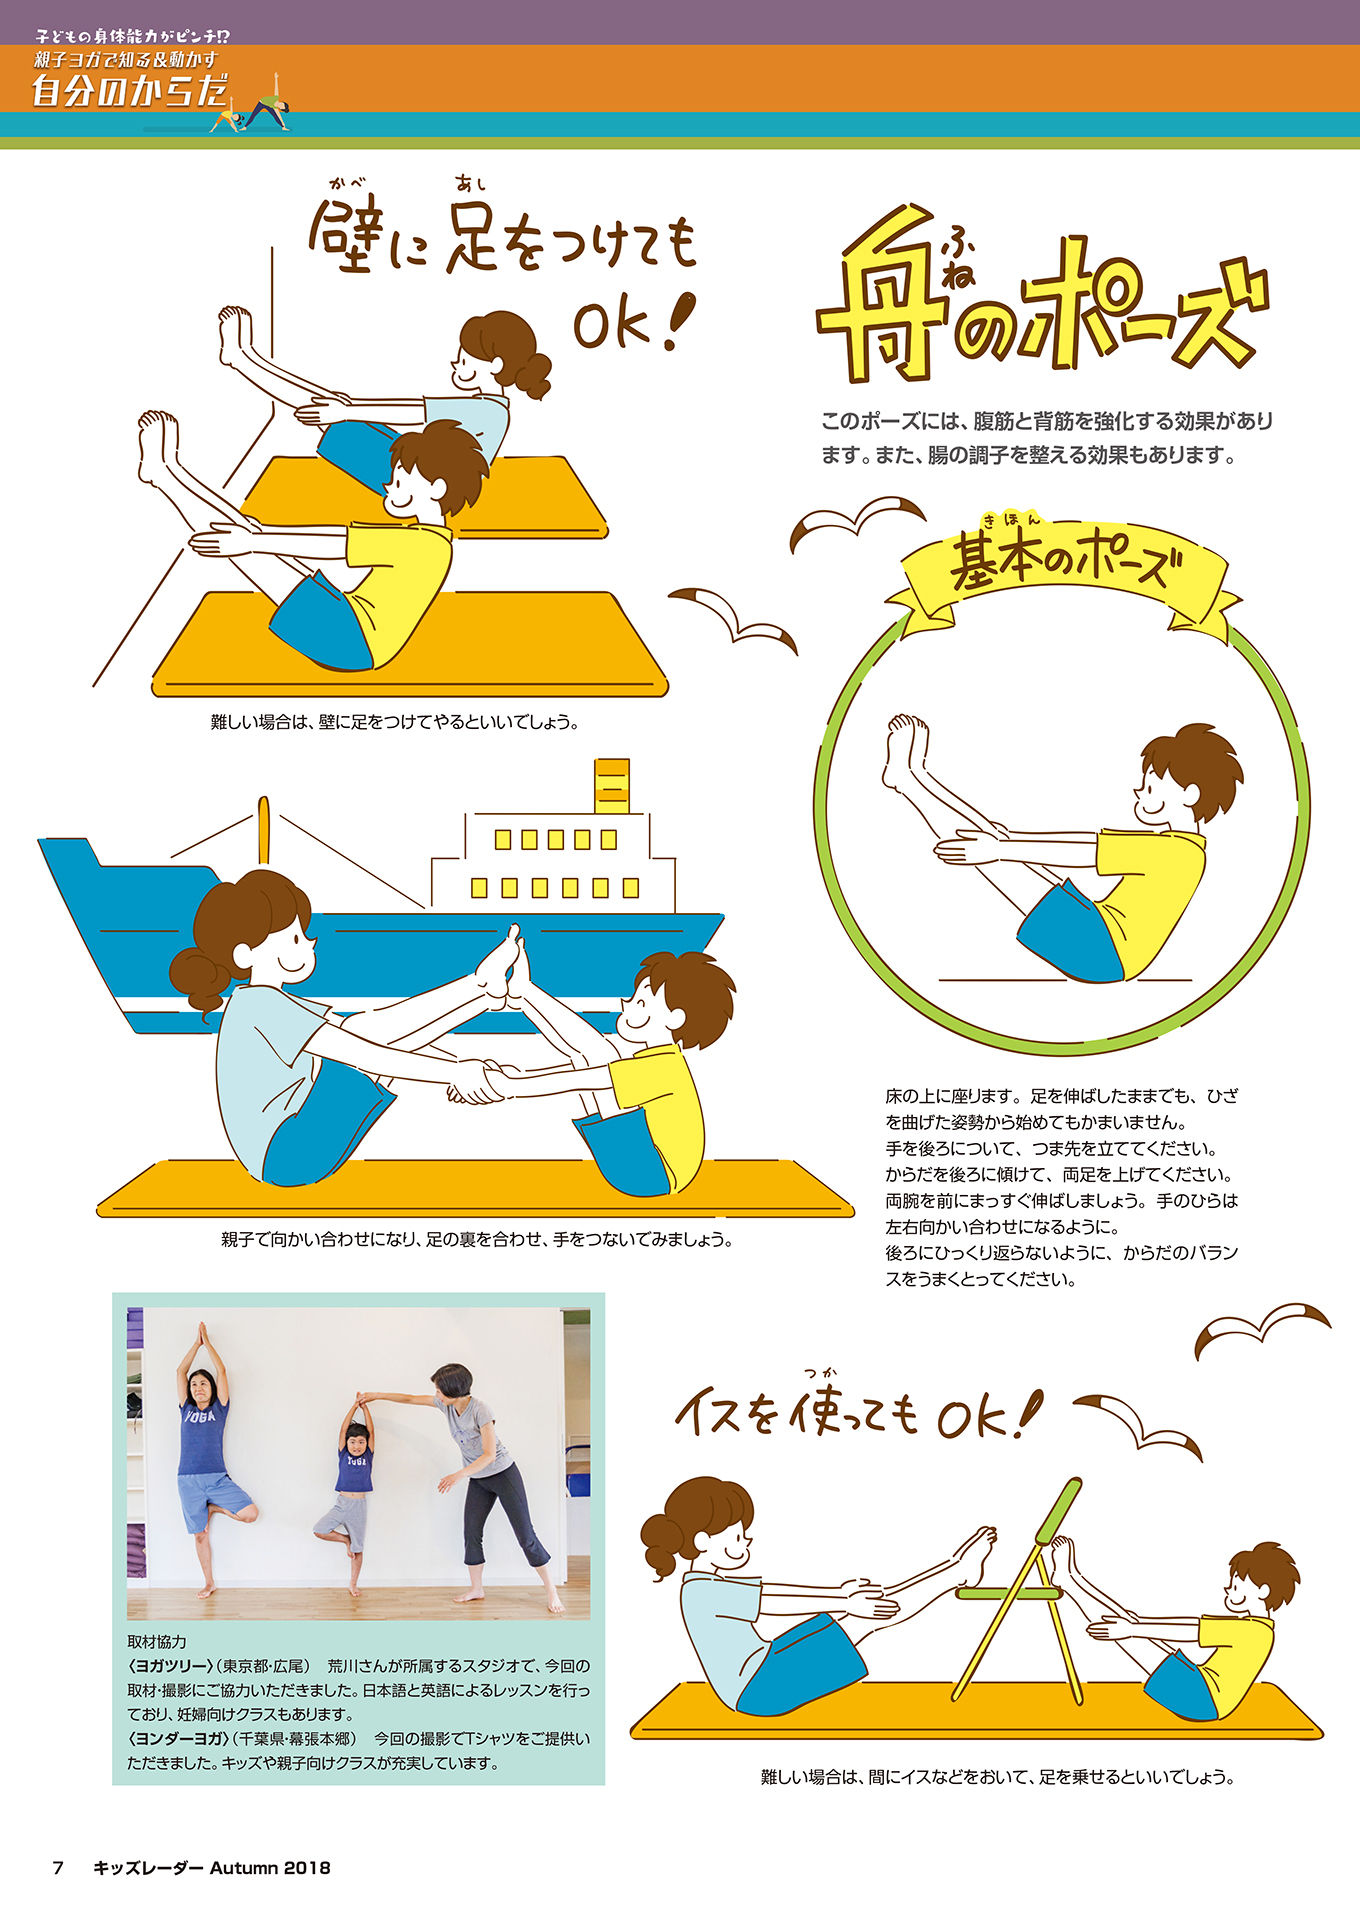 子どもの身体能力がピンチ!?
親子ヨガで知る&動かす
自分のからだ
舟のポーズ
ふね
このポーズには、腹筋と背筋を強化する効果があり
ます。また、腸の調子を整える効果もあります。
きほん
基本のポーズ
床の上に座ります。足を伸ばしたままでも、ひざ
を曲げた姿勢から始めてもかまいません。
手を後ろについて、つま先を立ててください。
からだを後ろに傾けて、両足を上げてください。
両腕を前にまっすぐ伸ばしましょう。手のひらは
左右向かい合わせになるように。
後ろにひっくり返らないように、からだのバラン
スをうまくとってください。
かべ あし
壁に足をつけても
OK!
難しい場合は、壁に足をつけてやるといいでしょう。
親子で向かい合わせになり、足の裏を合わせ、手をつないでみましょう。
つか
イスを使ってもOK!
難しい場合は、間にイスなどをおいて、足を乗せるといいでしょう。
YOGA
YOGA
取材協力
〈ヨガツリー〉(東京都・広尾) 荒川さんが所属するスタジオで、今回の
取材・撮影にご協力いただきました。日本語と英語によるレッスンを行っ
ており、妊婦向けクラスもあります。
〈ヨンダーヨガ〉(千葉県・幕張本郷) 今回の撮影でTシャツをご提供い
ただきました。キッズや親子向けクラスが充実しています。
7 キッズレーダー Autumn 2018